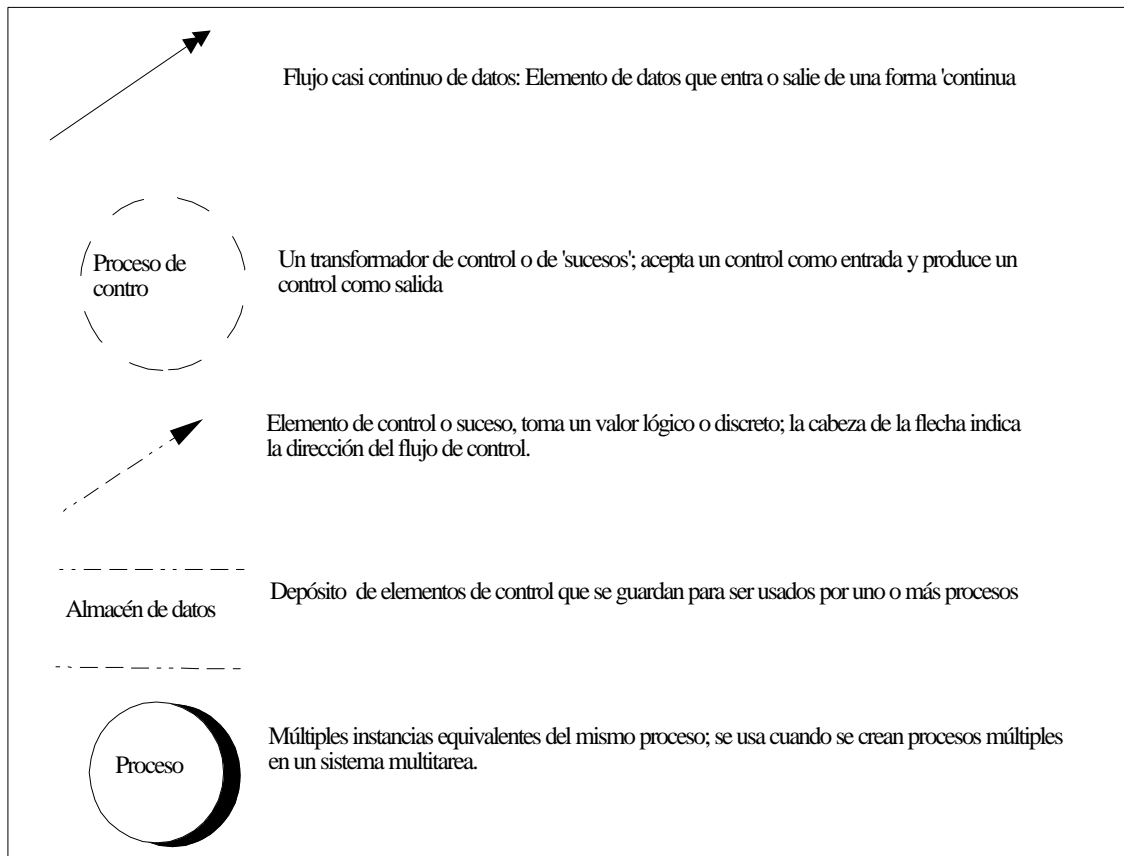 Flujo casi continuo de datos: Elemento de datos que entra o salie de una forma 'continua
Proceso de
contro
Un transformador de control o de 'sucesos'; acepta un control como entrada y produce un
control como salida
Elemento de control o suceso, toma un valor lógico o discreto; la cabeza de la flecha indica
la dirección del flujo de control.
Almacén de datos
Depósito de elementos de control que se guardan para ser usados por uno o más procesos
Proceso
Múltiples instancias equivalentes del mismo proceso; se usa cuando se crean procesos múltiples
en un sistema multitarea.